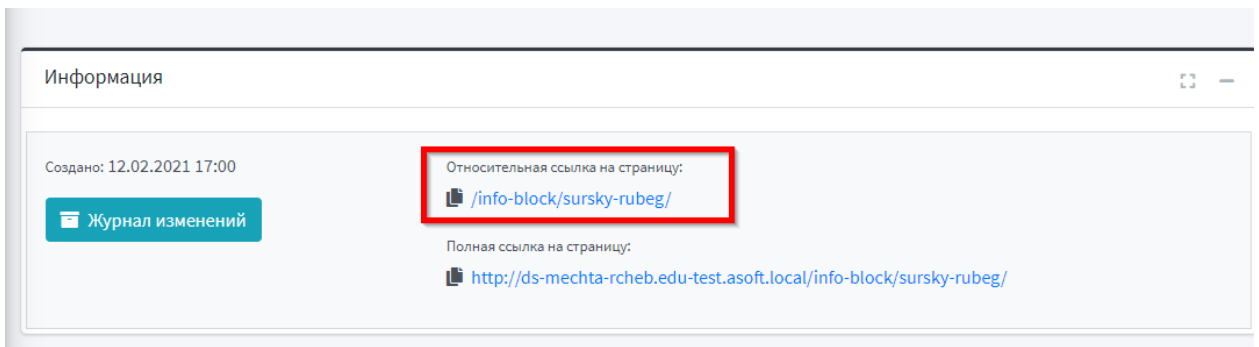 Информация
Создано: 12.02.2021 17:00
Журнал изменений
Относительная ссылка на страницу:
/info-block/sursky-rubeg/
Полная ссылка на страницу:
http://ds-mechta-rcheb.edu-test.asoft.local/info-block/sursky-rubeg/